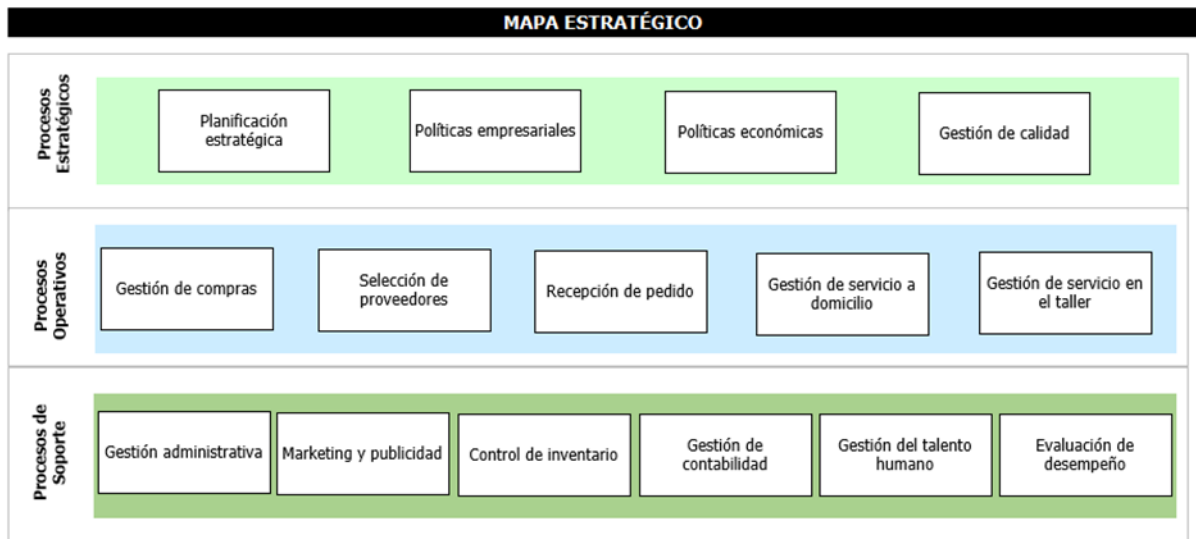 MAPA ESTRATÉGICO
Procesos
Estratégicos
Planificación
estratégica
Políticas empresariales
Políticas económicas
Gestión de calidad
Procesos
Operativos
Gestión de compras
Selección de
proveedores
Recepción de pedido
Gestión de servicio a
domicilio
Gestión de servicio en
el taller
Procesos de
Soporte
Gestión administrativa
Marketing y publicidad
Control de inventario
Gestión de
contabilidad
Gestión del talento
humano
Evaluación de
desempeño